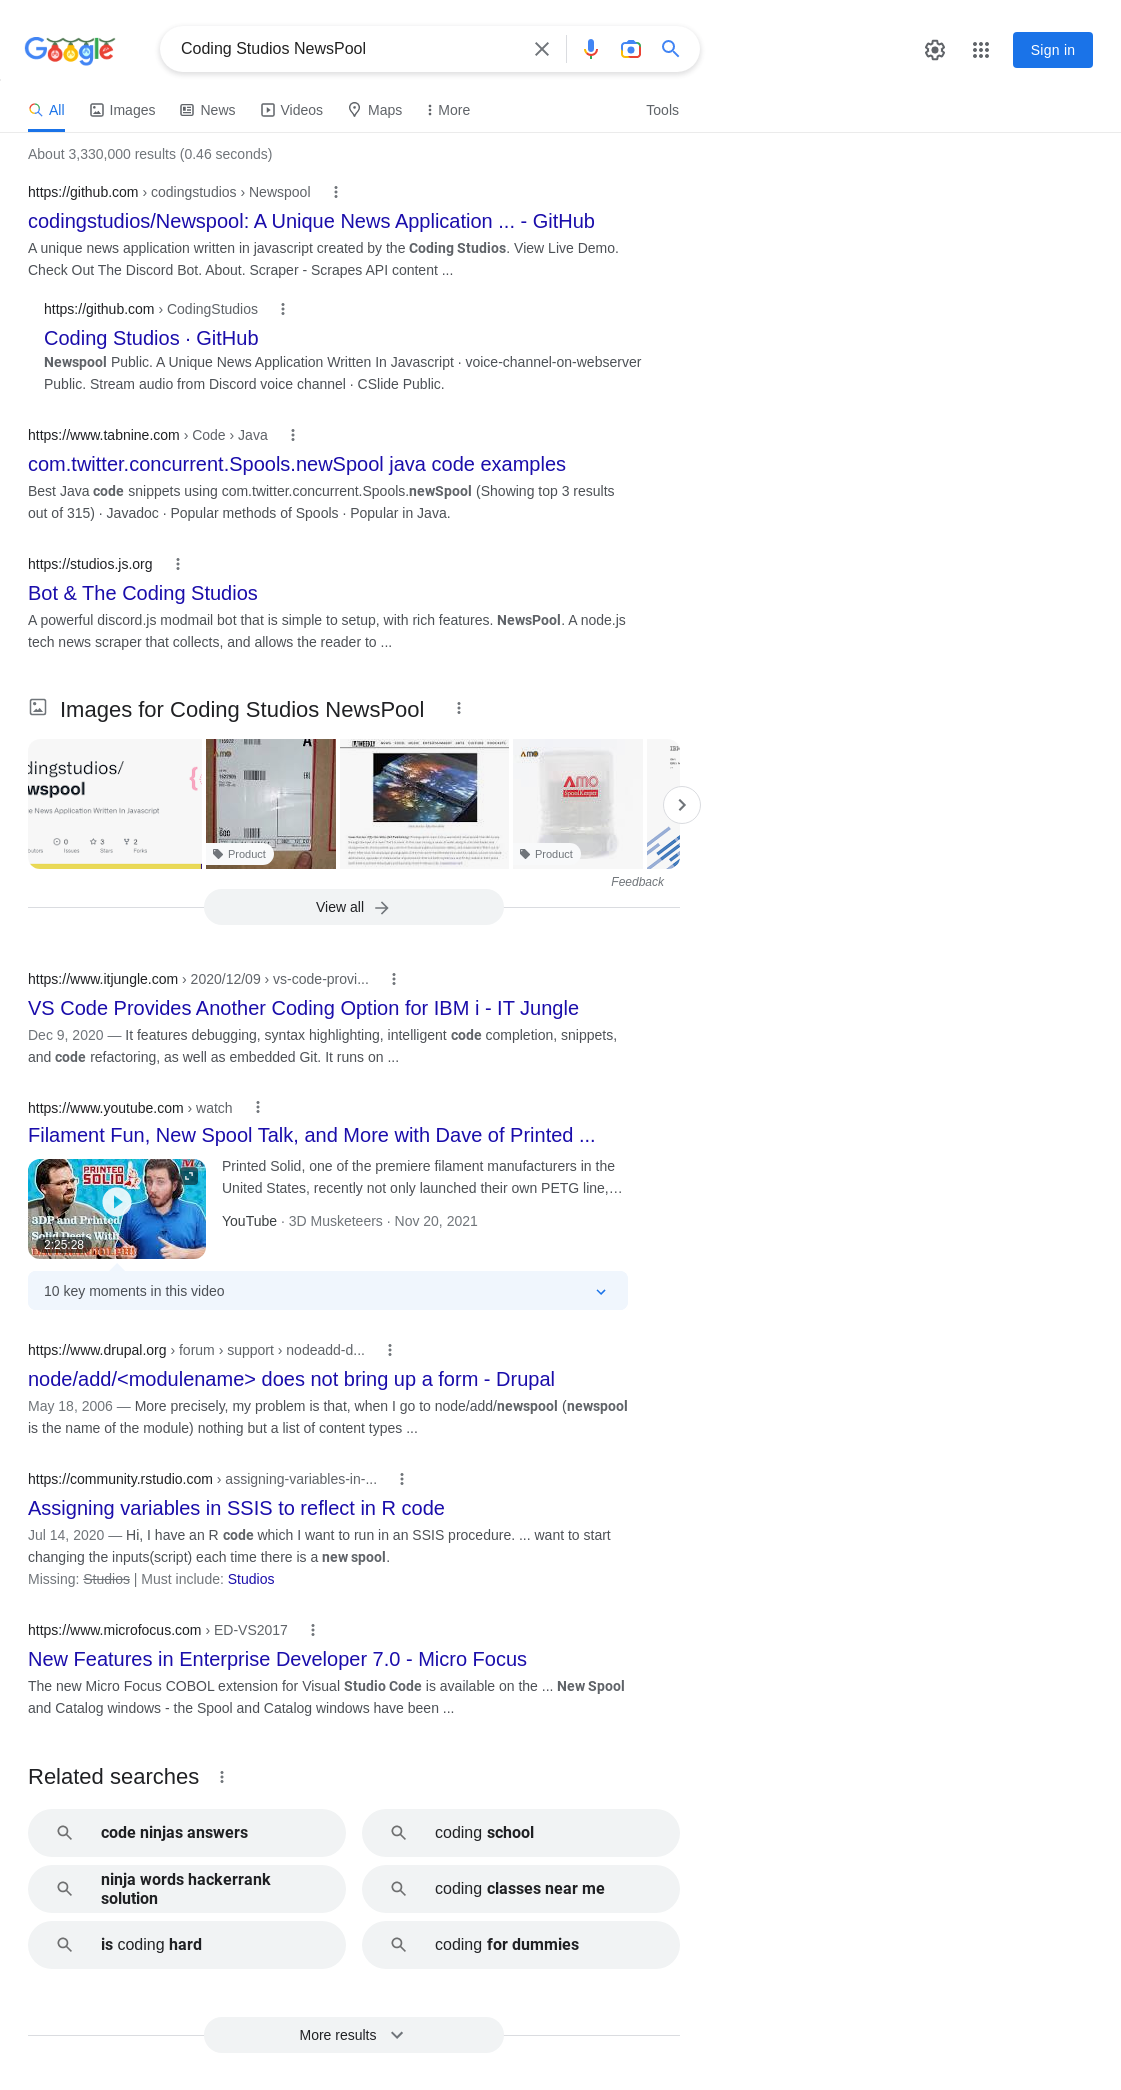 Google
Coding Studios NewsPool
Sign in
All
Images
News
Videos
Maps
More
Tools
About 3,330,000 results (0.46 seconds)
https://github.com › codingstudios › Newspool
codingstudios/Newspool: A Unique News Application ... - GitHub
A unique news application written in javascript created by the Coding Studios. View Live Demo.
Check Out The Discord Bot. About. Scraper - Scrapes API content ...
https://github.com › CodingStudios
Coding Studios · GitHub
Newspool Public. A Unique News Application Written In Javascript · voice-channel-on-webserver
Public. Stream audio from Discord voice channel · CSlide Public.
https://www.tabnine.com › Code › Java
com.twitter.concurrent.Spools.newSpool java code examples
Best Java code snippets using com.twitter.concurrent.Spools.newSpool (Showing top 3 results
out of 315) · Javadoc · Popular methods of Spools · Popular in Java.
https://studios.js.org
Bot & The Coding Studios
A powerful discord.js modmail bot that is simple to setup, with rich features. NewsPool. A node.js
tech news scraper that collects, and allows the reader to ...
Images for Coding Studios NewsPool
dingstudios/
wspool
e News Application Written In Javascript
0
3
2
Issues
Stars
Forks
Product
AMO
SpoolKeeper
Product
Feedback
View all
https://www.itjungle.com › 2020/12/09 › vs-code-provi...
VS Code Provides Another Coding Option for IBM i - IT Jungle
Dec 9, 2020 — It features debugging, syntax highlighting, intelligent code completion, snippets,
and code refactoring, as well as embedded Git. It runs on ...
https://www.youtube.com › watch
Filament Fun, New Spool Talk, and More with Dave of Printed ...
PRINTED
SOLID
3DP and Printed
Solid Deets With
2:25:28
Printed Solid, one of the premiere filament manufacturers in the
United States, recently not only launched their own PETG line,...
YouTube · 3D Musketeers · Nov 20, 2021
10 key moments in this video
https://www.drupal.org › forum › support › nodeadd-d...
node/add/<modulename> does not bring up a form - Drupal
May 18, 2006 — More precisely, my problem is that, when I go to node/add/newspool (newspool
is the name of the module) nothing but a list of content types ...
https://community.rstudio.com › assigning-variables-in-...
Assigning variables in SSIS to reflect in R code
Jul 14, 2020 — Hi, I have an R code which I want to run in an SSIS procedure. ... want to start
changing the inputs(script) each time there is a new spool.
Missing: Studios | Must include: Studios
https://www.microfocus.com › ED-VS2017
New Features in Enterprise Developer 7.0 - Micro Focus
The new Micro Focus COBOL extension for Visual Studio Code is available on the ... New Spool
and Catalog windows - the Spool and Catalog windows have been ...
Related searches
code ninjas answers
coding school
ninja words hackerrank
solution
coding classes near me
is coding hard
coding for dummies
More results